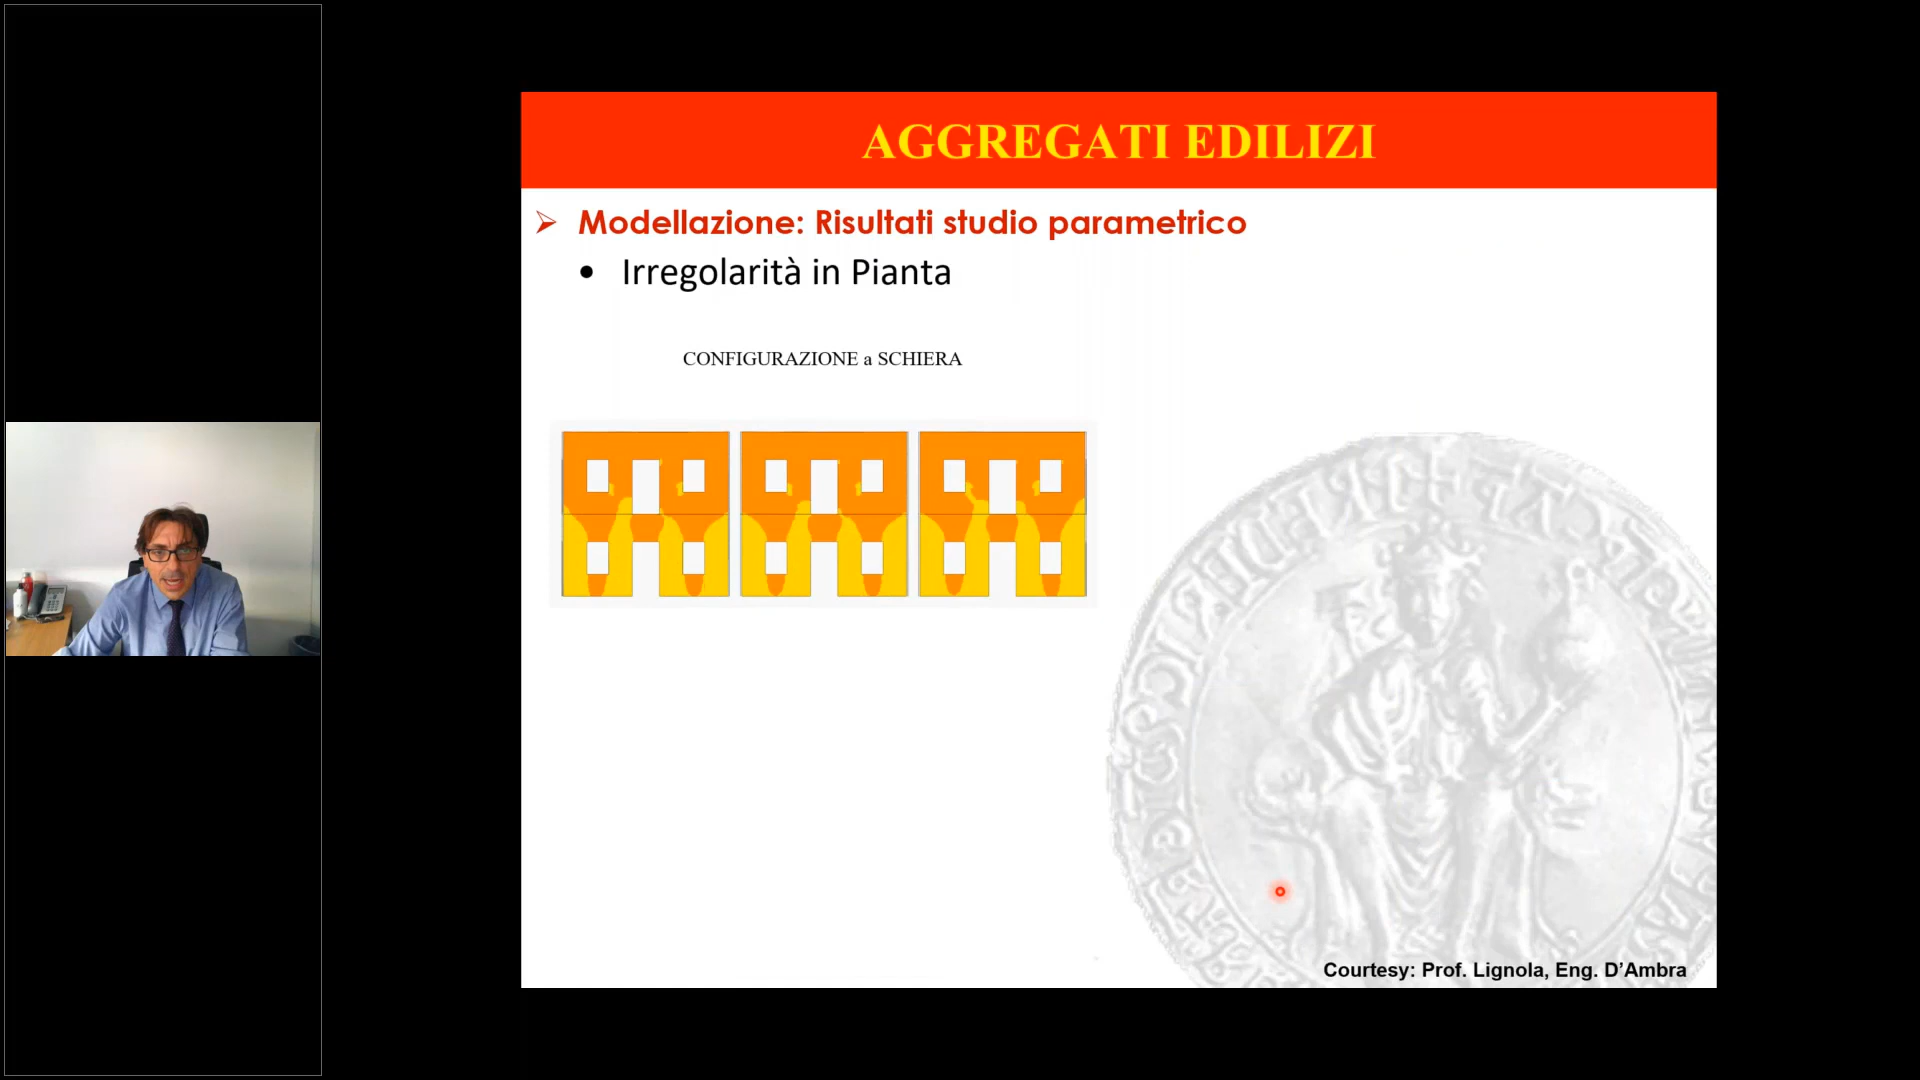 AGGREGATI EDILIZI
➢ Modellazione: Risultati studio parametrico
• Irregolarità in Pianta
CONFIGURAZIONE a SCHIERA
Courtesy: Prof. Lignola, Eng. D'Ambra